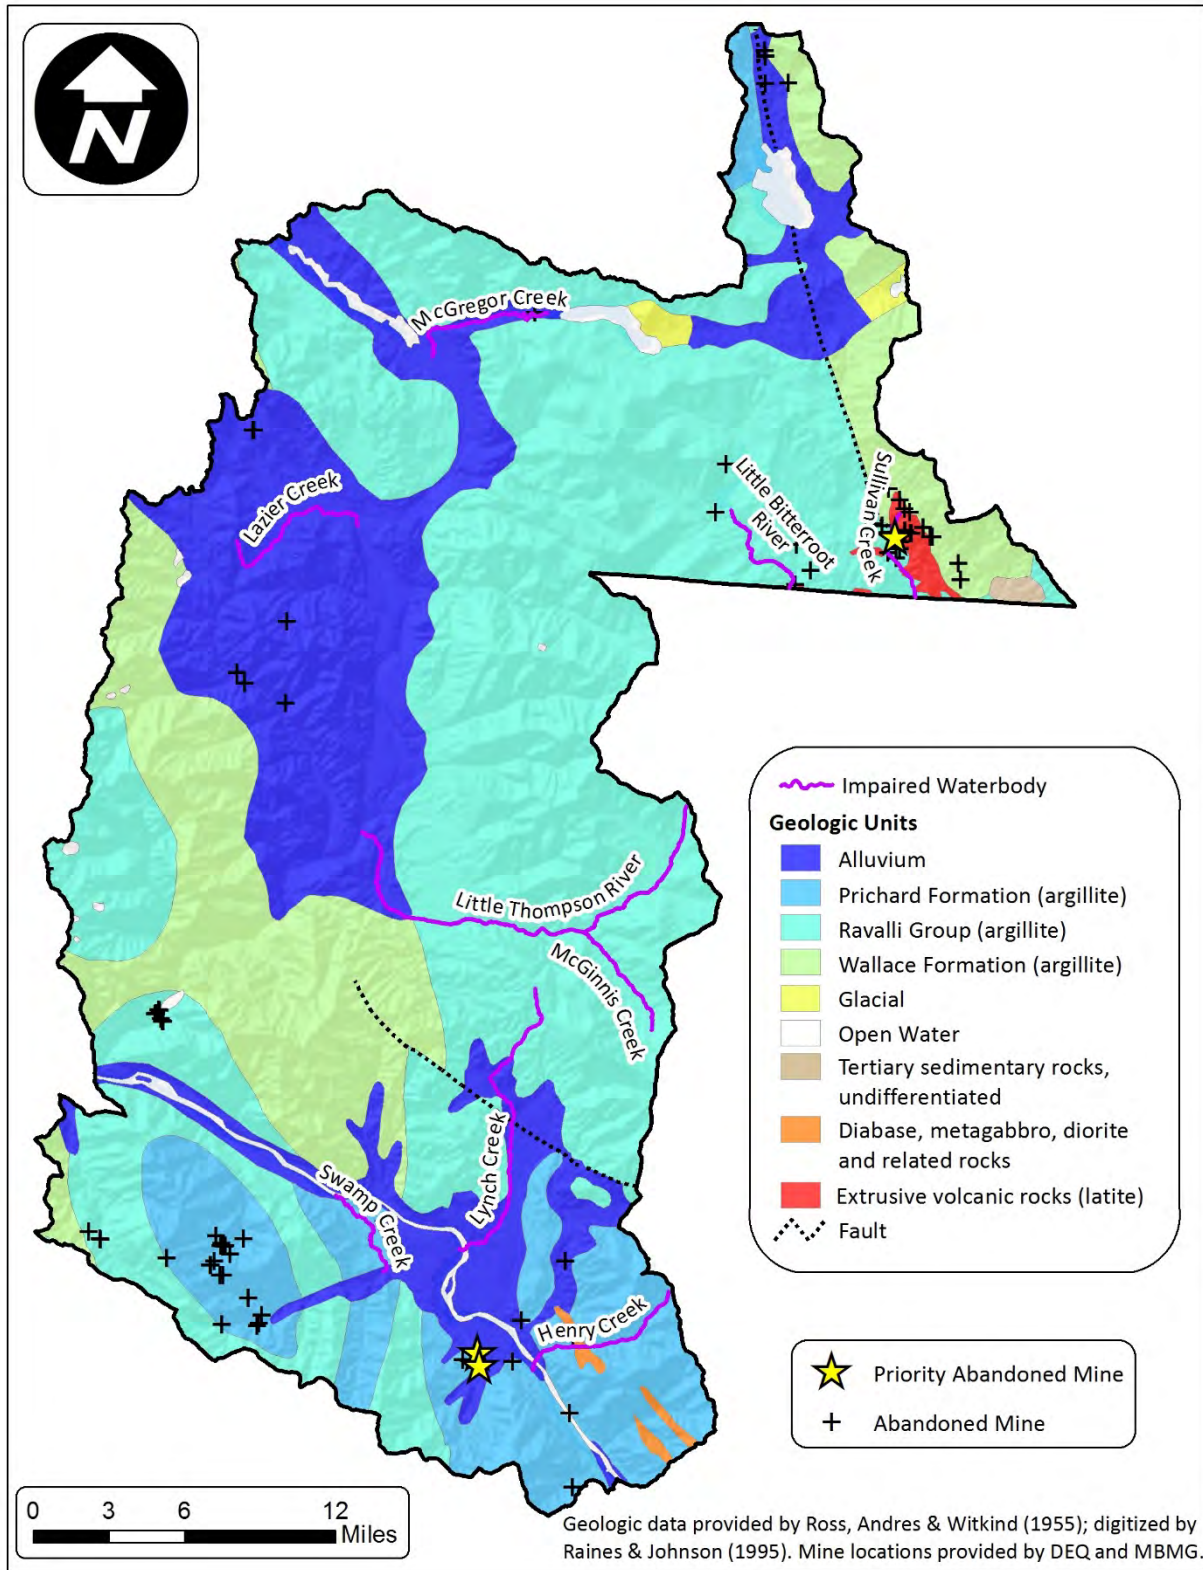 N
McGregor Creek
Lazier Creek
Little Bitterroot
River
Sullivan Creek
Little Thompson River
McGinnis Creek
Lynch Creek
Swamp Creek
Henry Creek
Impaired Waterbody
Geologic Units
Alluvium
Prichard Formation (argillite)
Ravalli Group (argillite)
Wallace Formation (argillite)
Glacial
Open Water
Tertiary sedimentary rocks,
undifferentiated
Diabase, metagabbro, diorite
and related rocks
Extrusive volcanic rocks (latite)
Fault
Priority Abandoned Mine
Abandoned Mine
0 3 6 12
Miles
Geologic data provided by Ross, Andres & Witkind (1955); digitized by
Raines & Johnson (1995). Mine locations provided by DEQ and MBMG.